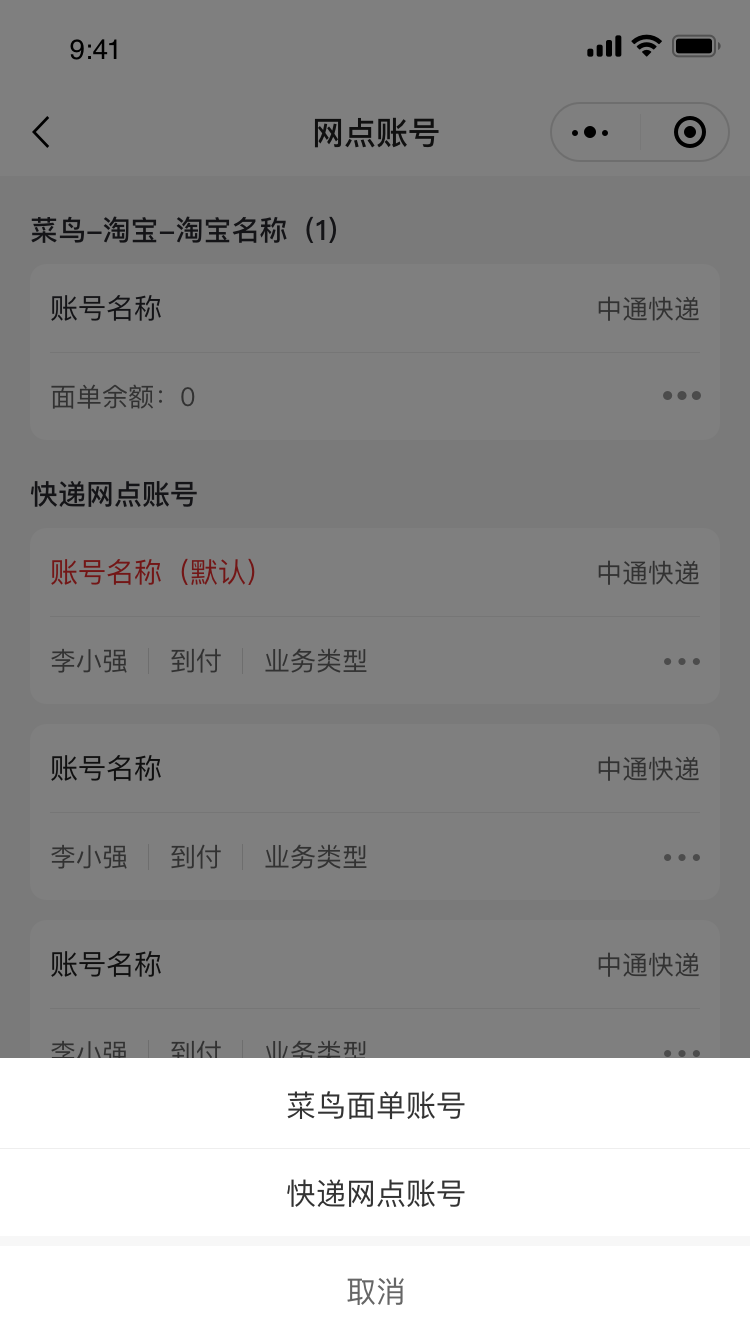 9:41
网点账号
菜鸟-淘宝-淘宝名称（1）
账号名称 中通快递
面单余额：0
快递网点账号
账号名称（默认） 中通快递
李小强 到付 业务类型
账号名称 中通快递
李小强 到付 业务类型
账号名称 中通快递
李小强 到付 业务类型
菜鸟面单账号
快递网点账号
取消